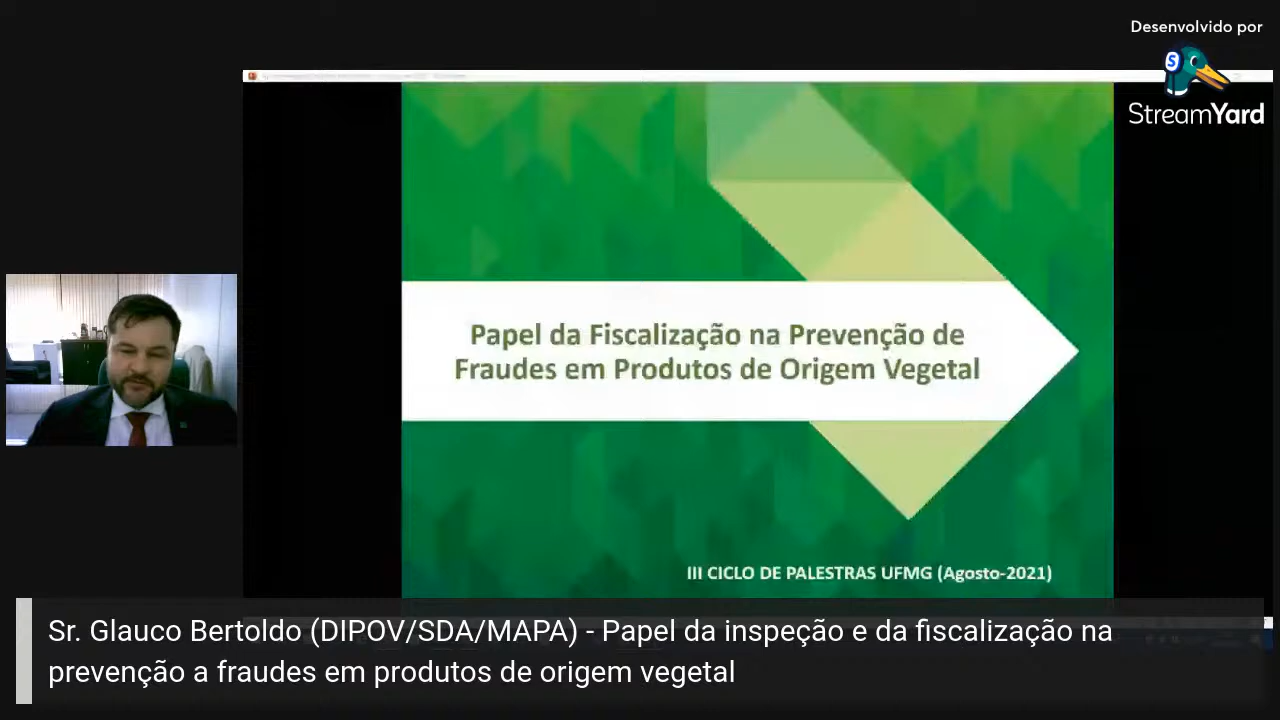 Desenvolvido por
StreamYard
Papel da Fiscalização na Prevenção de
Fraudes em Produtos de Origem Vegetal
III CICLO DE PALESTRAS UFMG (Agosto-2021)
Sr. Glauco Bertoldo (DIPOV/SDA/MAPA) - Papel da inspeção e da fiscalização na
prevenção a fraudes em produtos de origem vegetal